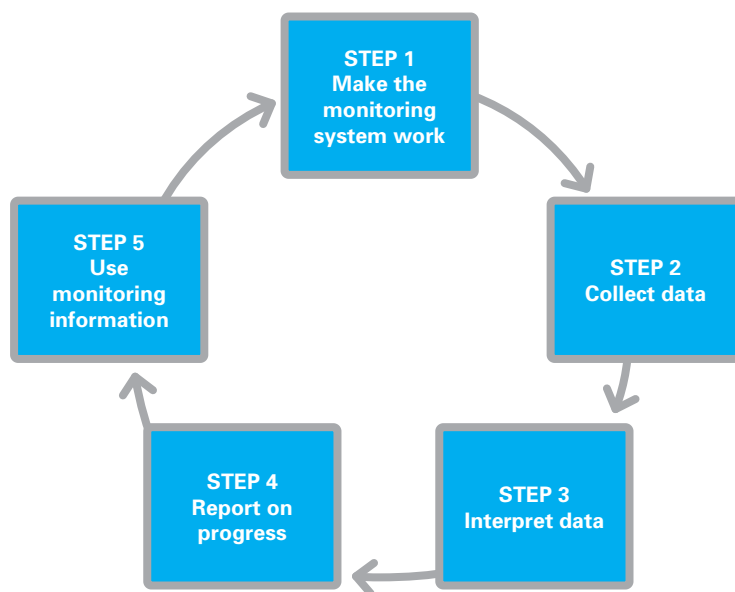 STEP 1
Make the
monitoring
system work
STEP 2
Collect data
STEP 3
Interpret data
STEP 4
Report on
progress
STEP 5
Use
monitoring
information